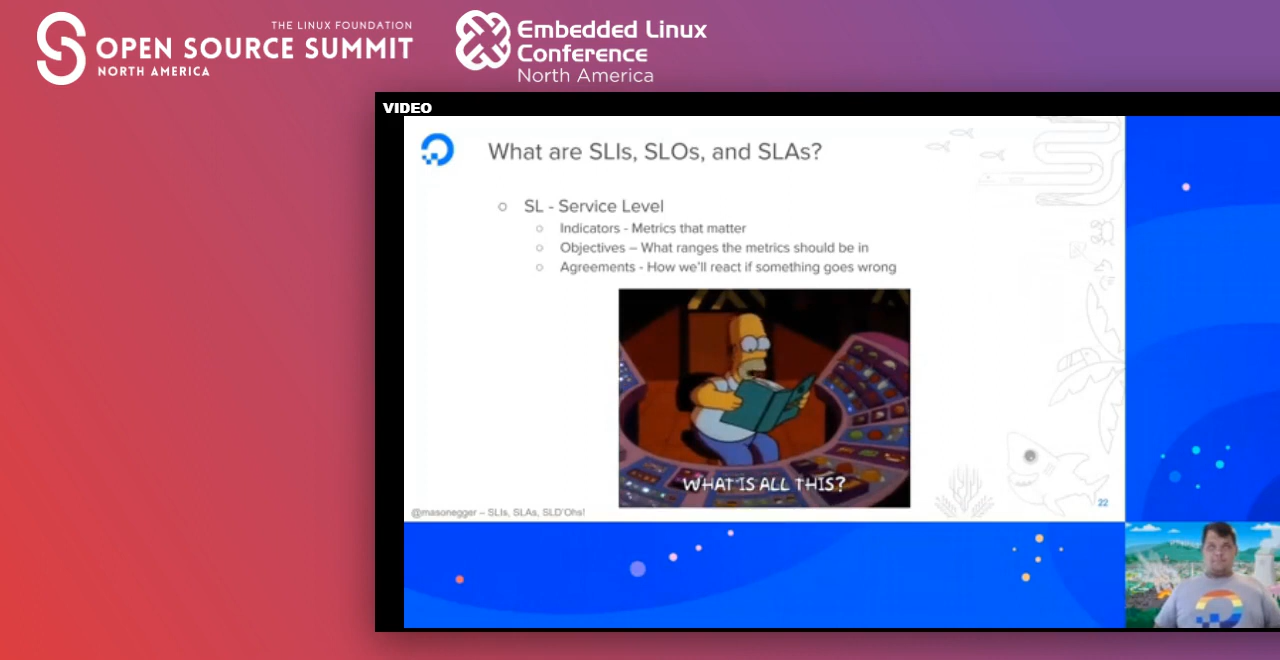 THE LINUX FOUNDATION
OPEN SOURCE SUMMIT
NORTH AMERICA
Embedded Linux
Conference
North America
VIDEO
What are SLIs, SLOs, and SLAs?
SL - Service Level
Indicators - Metrics that matter
Objectives – What ranges the metrics should be in
Agreements - How we'll react if something goes wrong
WHAT IS ALL THIS?
@masonegger – SLIs, SLAs, SLD'Ohs!
22